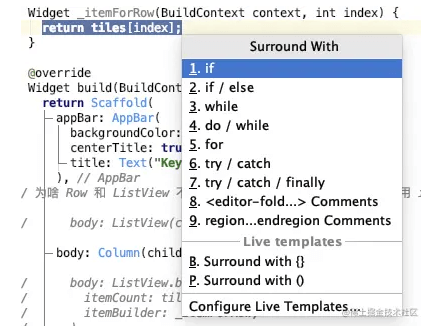 Widget _itemForRow(BuildContext context, int index) {
return tiles[index];
}
@override
Widget build(BuildCont
return Scaffold(
appBar: AppBar(
backgroundColor:
centerTitle: tru
title: Text("Key
), // AppBar
/ 为啥 Row 和 ListView 不
用
/ body: ListView(c
body: Column(child
/ body: ListView.b
/ itemCount: til
/ itemBuilder: _itemForRow,
Surround With
1. if
2. if / else
3. while
4. do / while
5. for
6. try / catch
7. try / catch / finally
8. <editor-fold...> Comments
9. region...endregion Comments
Live templates
B. Surround with {}
P. Surround with ()
Configure Live Templates...
@稀土掘金技术社区